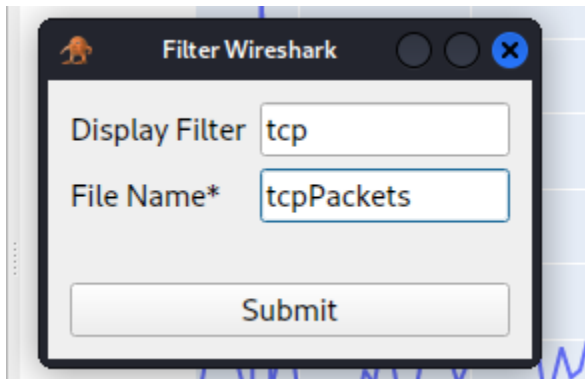 Filter Wireshark
Display Filter tcp
File Name* tcpPackets
Submit